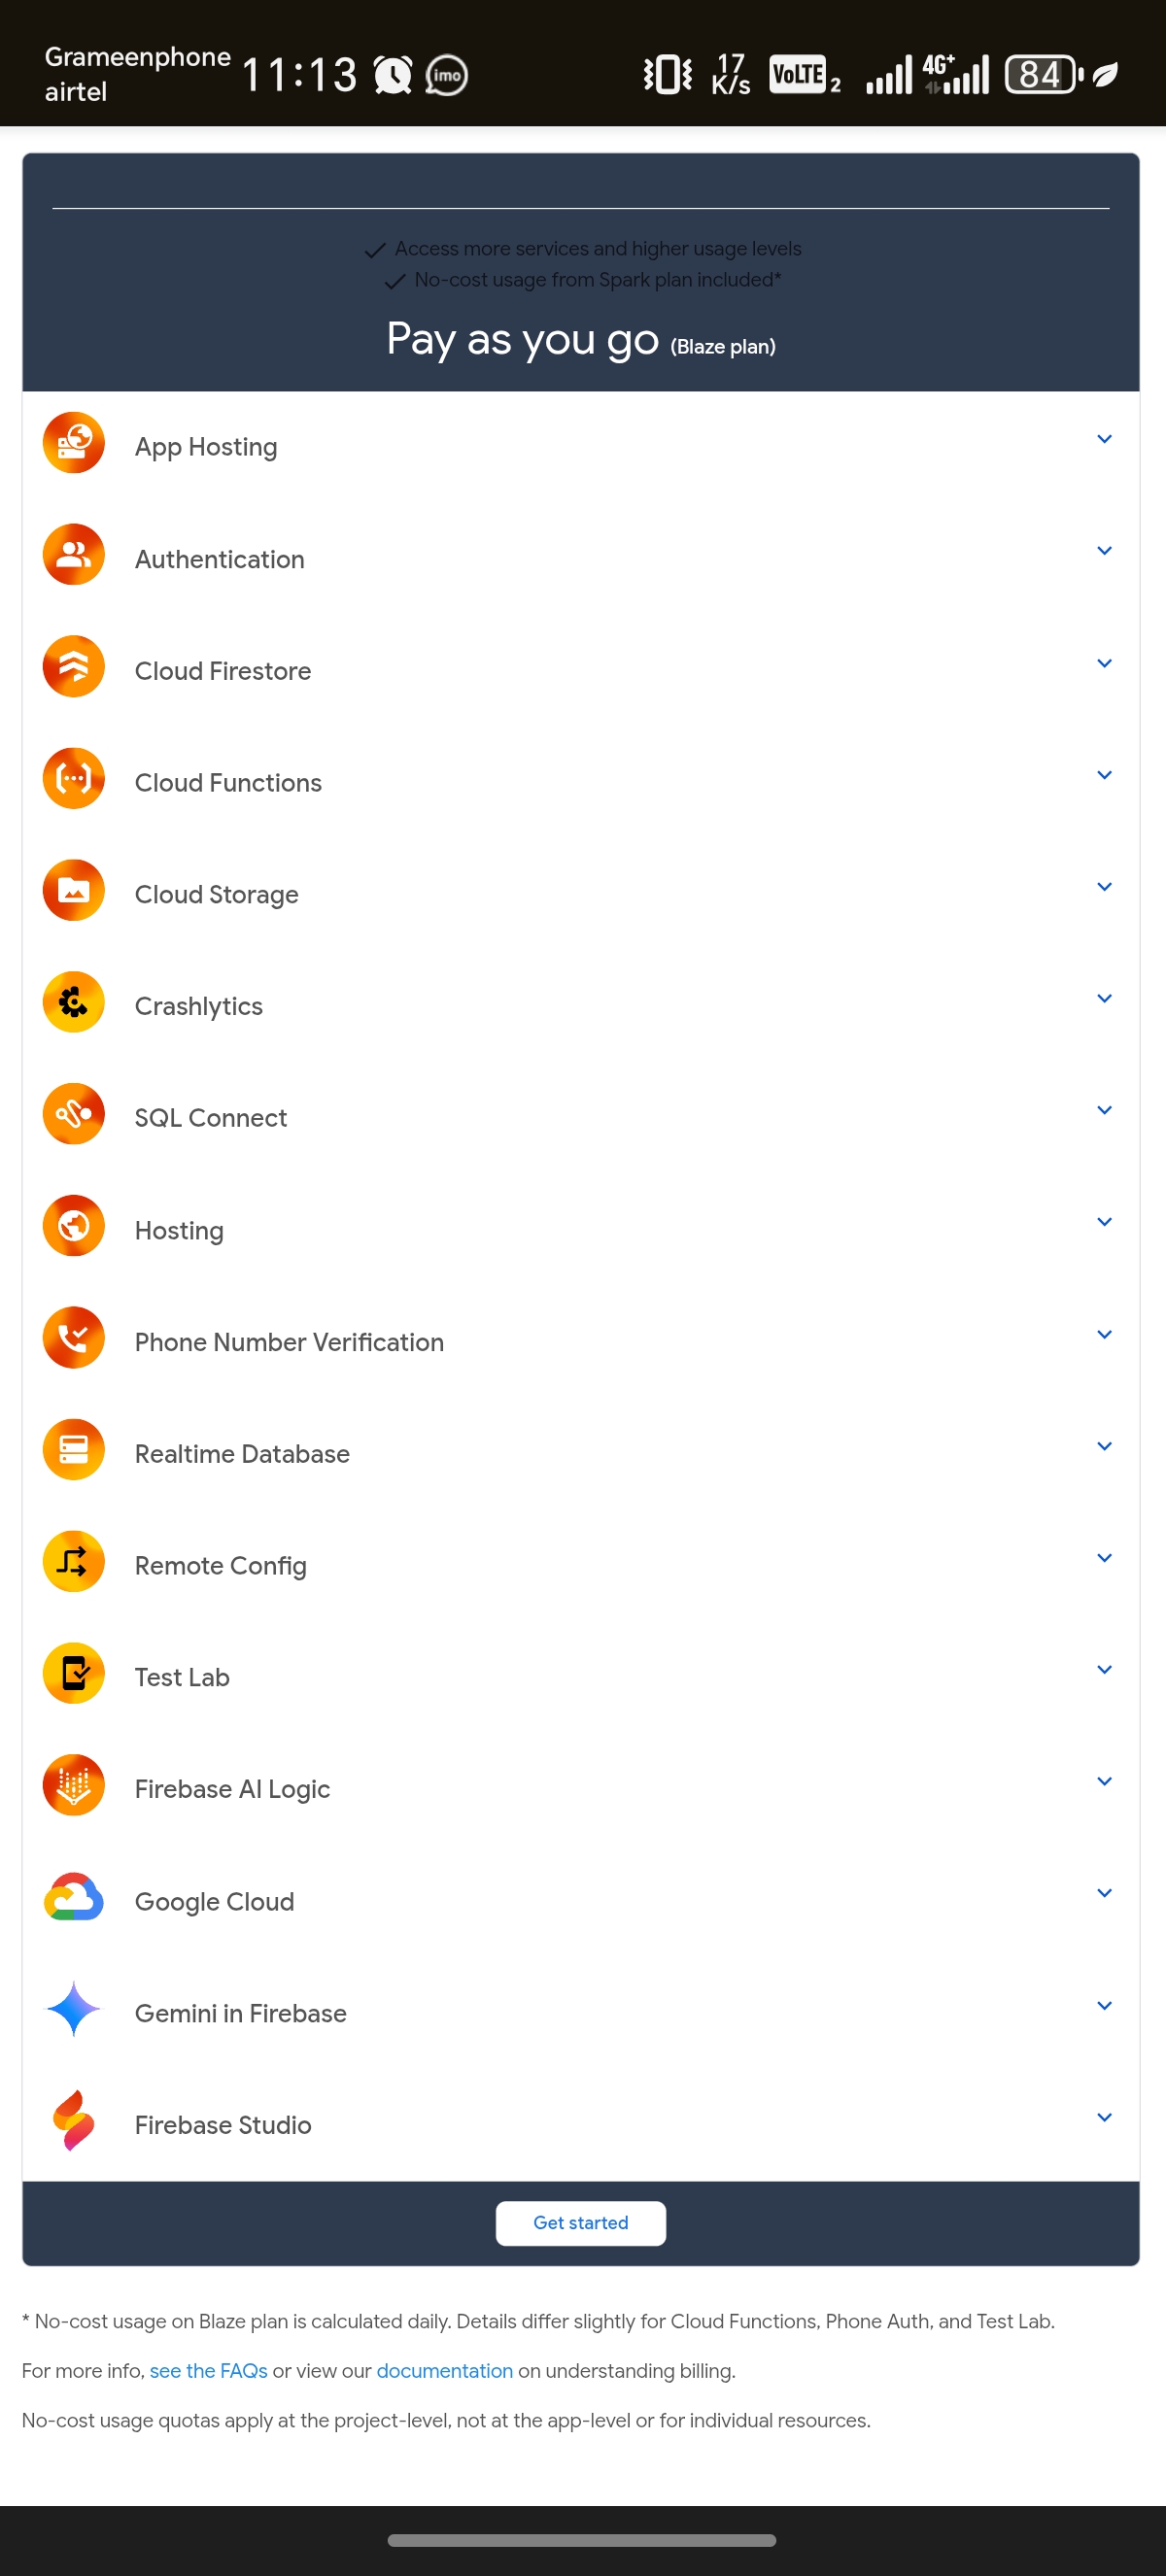 Grameenphone
airtel
11:13
imo
17
K/s
VoLTE 2
4G+
84
Access more services and higher usage levels
No-cost usage from Spark plan included*
Pay as you go (Blaze plan)
App Hosting
Authentication
Cloud Firestore
Cloud Functions
Cloud Storage
Crashlytics
SQL Connect
Hosting
Phone Number Verification
Realtime Database
Remote Config
Test Lab
Firebase AI Logic
Google Cloud
Gemini in Firebase
Firebase Studio
Get started
* No-cost usage on Blaze plan is calculated daily. Details differ slightly for Cloud Functions, Phone Auth, and Test Lab.
For more info, see the FAQs or view our documentation on understanding billing.
No-cost usage quotas apply at the project-level, not at the app-level or for individual resources.